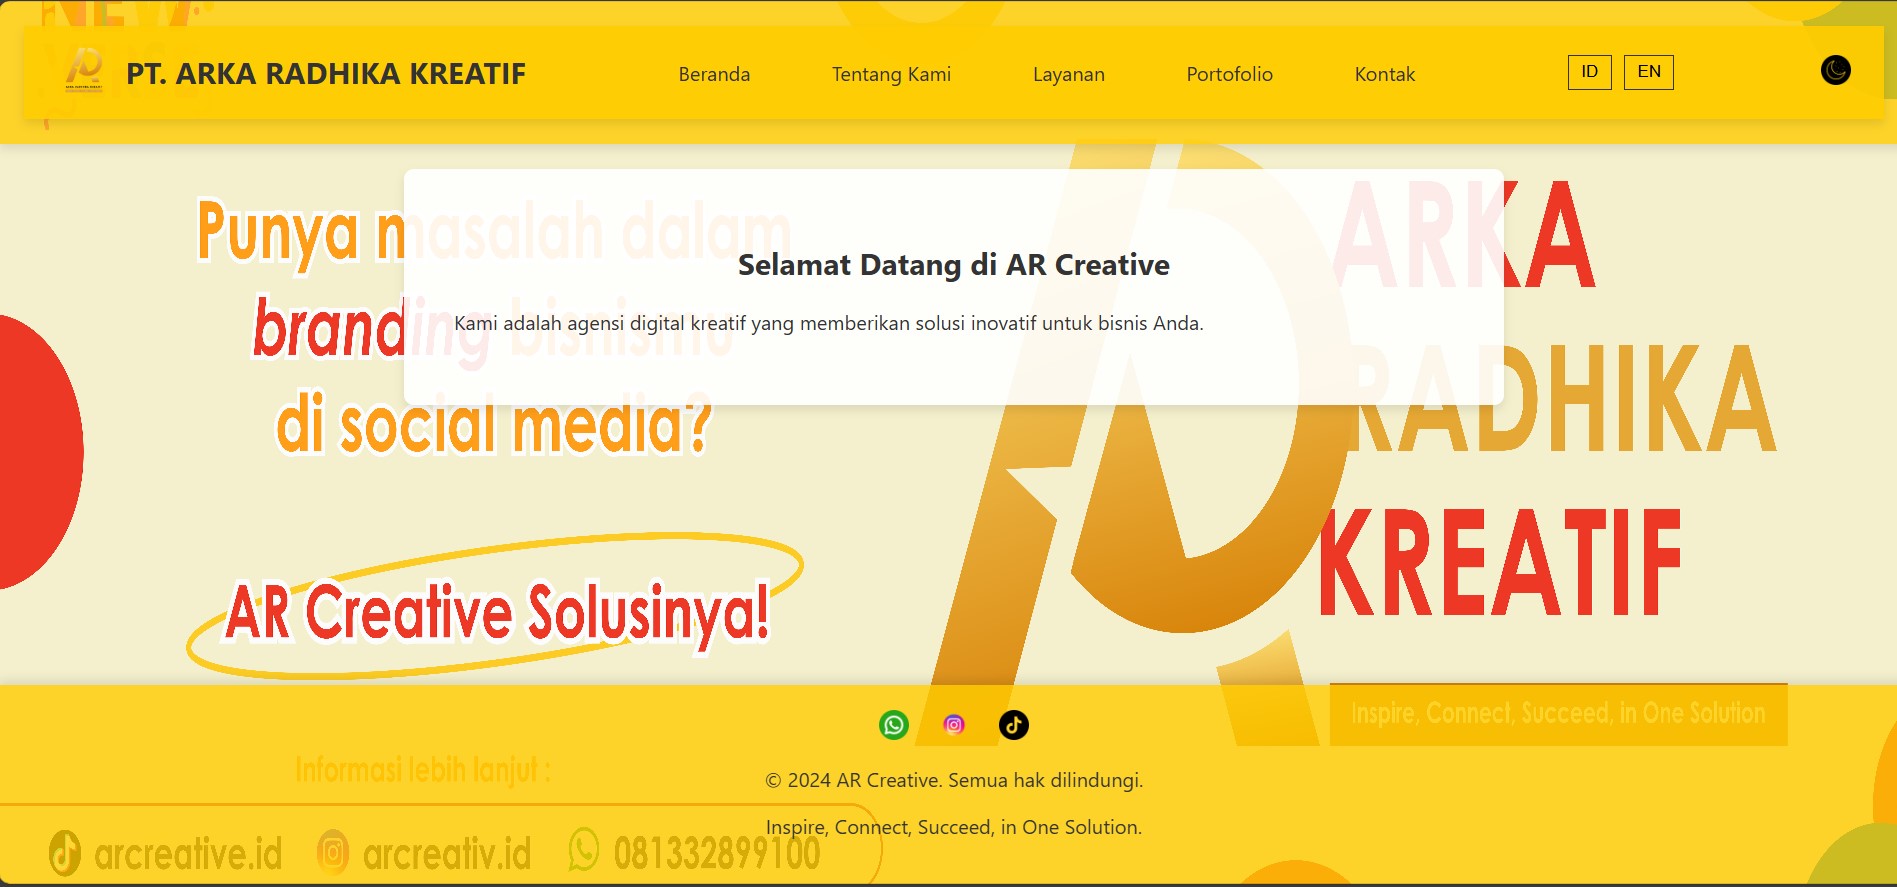 NEW
PT. ARKA RADHIKA KREATIF
Beranda
Tentang Kami
Layanan
Portofolio
Kontak
ID
EN
Punya masalah dalam
branding bisnismu
di social media?
AR Creative Solusinya!
Selamat Datang di AR Creative
Kami adalah agensi digital kreatif yang memberikan solusi inovatif untuk bisnis Anda.
ARKA
RADHIKA
KREATIF
Inspire, Connect, Succeed, in One Solution
Informasi lebih lanjut :
arcreative.id
arcreativ.id
081332899100
© 2024 AR Creative. Semua hak dilindungi.
Inspire, Connect, Succeed, in One Solution.